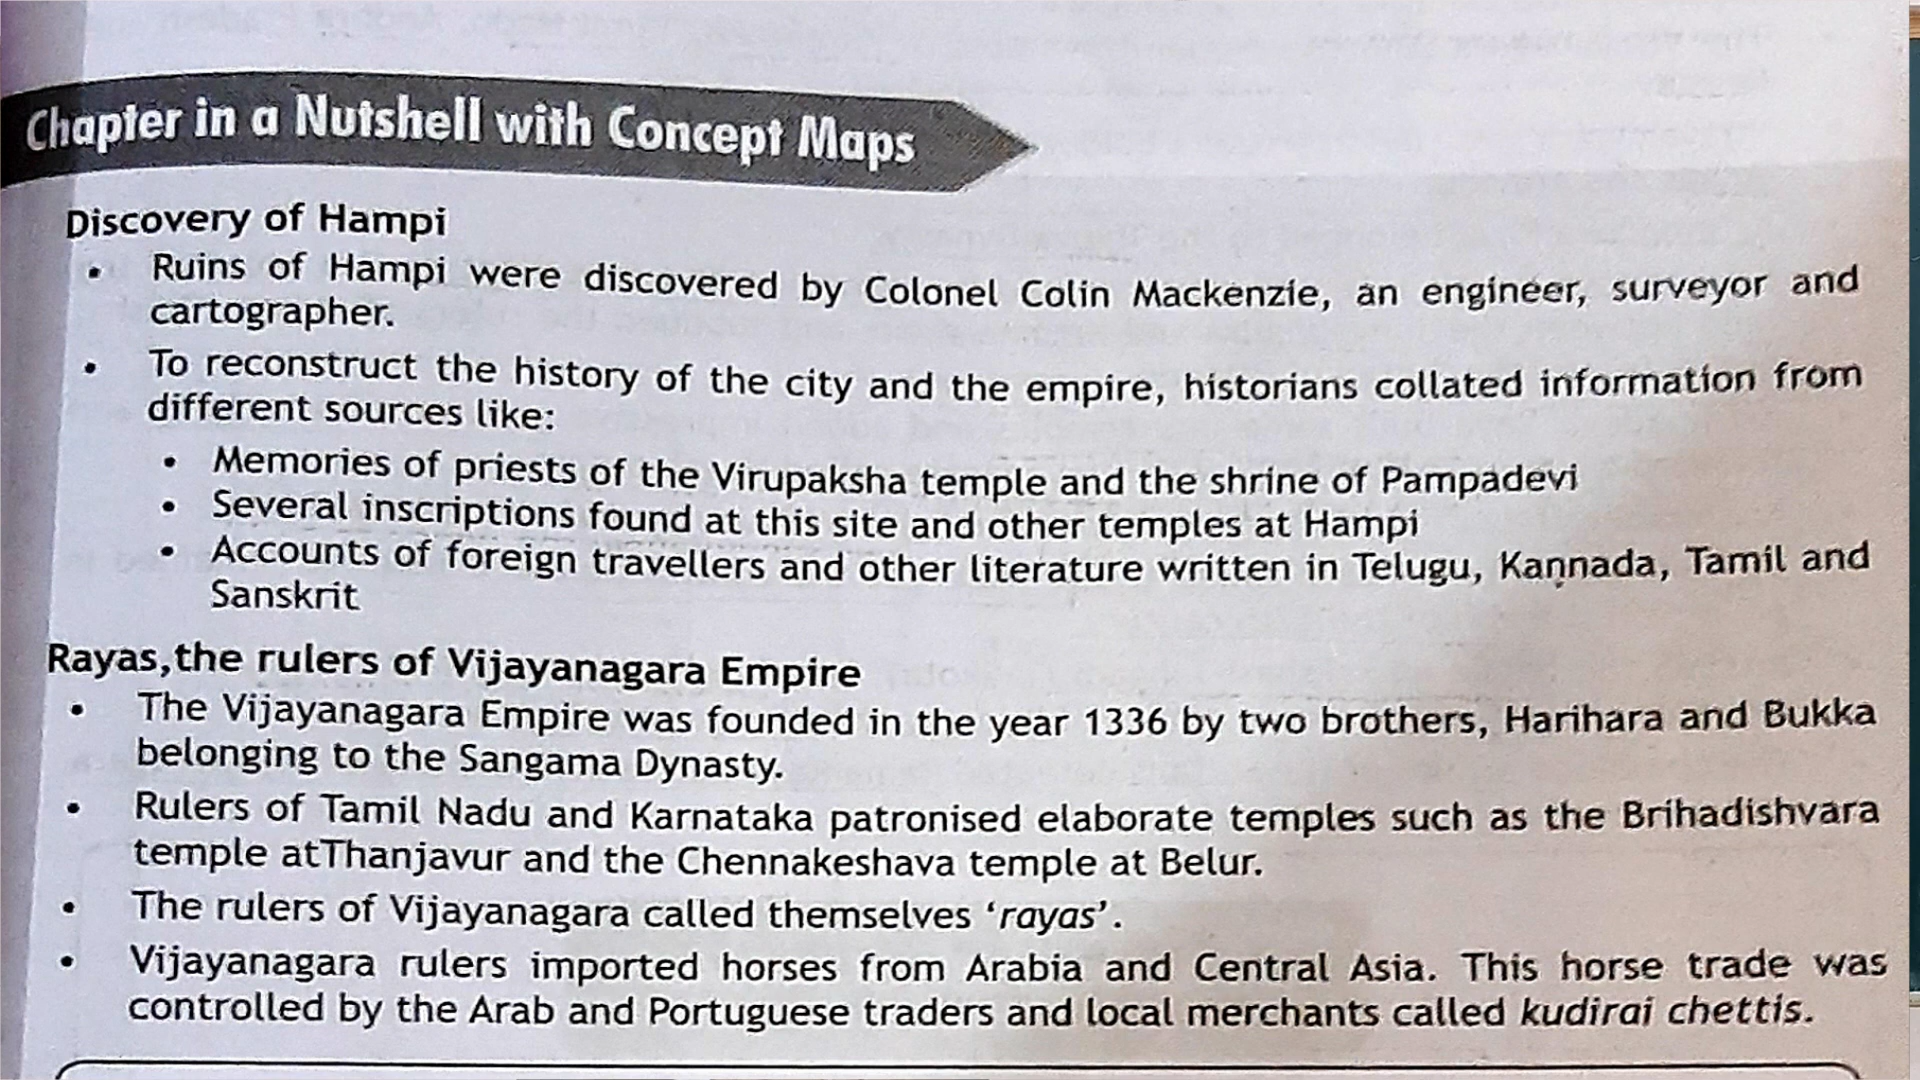 Chapter in a Nutshell with Concept Maps
Discovery of Hampi
• Ruins of Hampi were discovered by Colonel Colin Mackenzie, an engineer, surveyor and
cartographer.
• To reconstruct the history of the city and the empire, historians collated information from
different sources like:
• Memories of priests of the Virupaksha temple and the shrine of Pampadevi
• Several inscriptions found at this site and other temples at Hampi
• Accounts of foreign travellers and other literature written in Telugu, Kannada, Tamil and
Sanskrit
Rayas,the rulers of Vijayanagara Empire
• The Vijayanagara Empire was founded in the year 1336 by two brothers, Harihara and Bukka
belonging to the Sangama Dynasty.
• Rulers of Tamil Nadu and Karnataka patronised elaborate temples such as the Brihadishvara
temple atThanjavur and the Chennakeshava temple at Belur.
• The rulers of Vijayanagara called themselves ‘rayas’.
• Vijayanagara rulers imported horses from Arabia and Central Asia. This horse trade was
controlled by the Arab and Portuguese traders and local merchants called kudirai chettis.